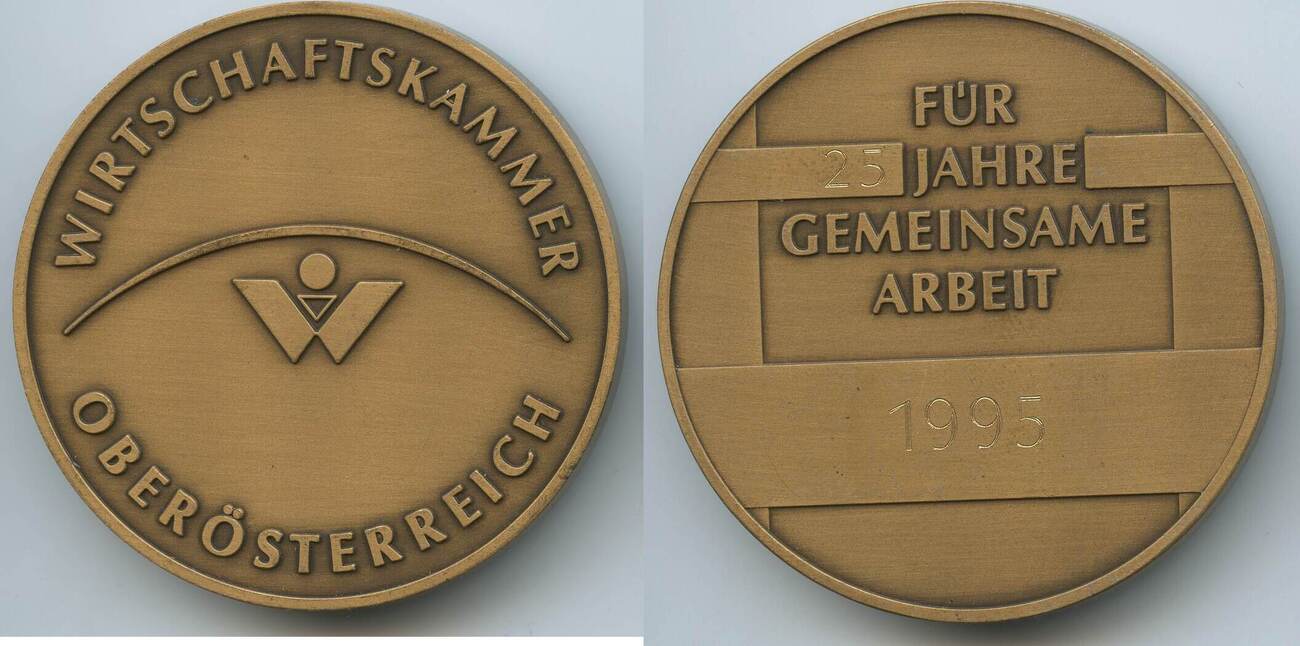 WIRTSCHAFTSKAMMER
OBERÖSTERREICH
FÜR
25 JAHRE
GEMEINSAME
ARBEIT
1995